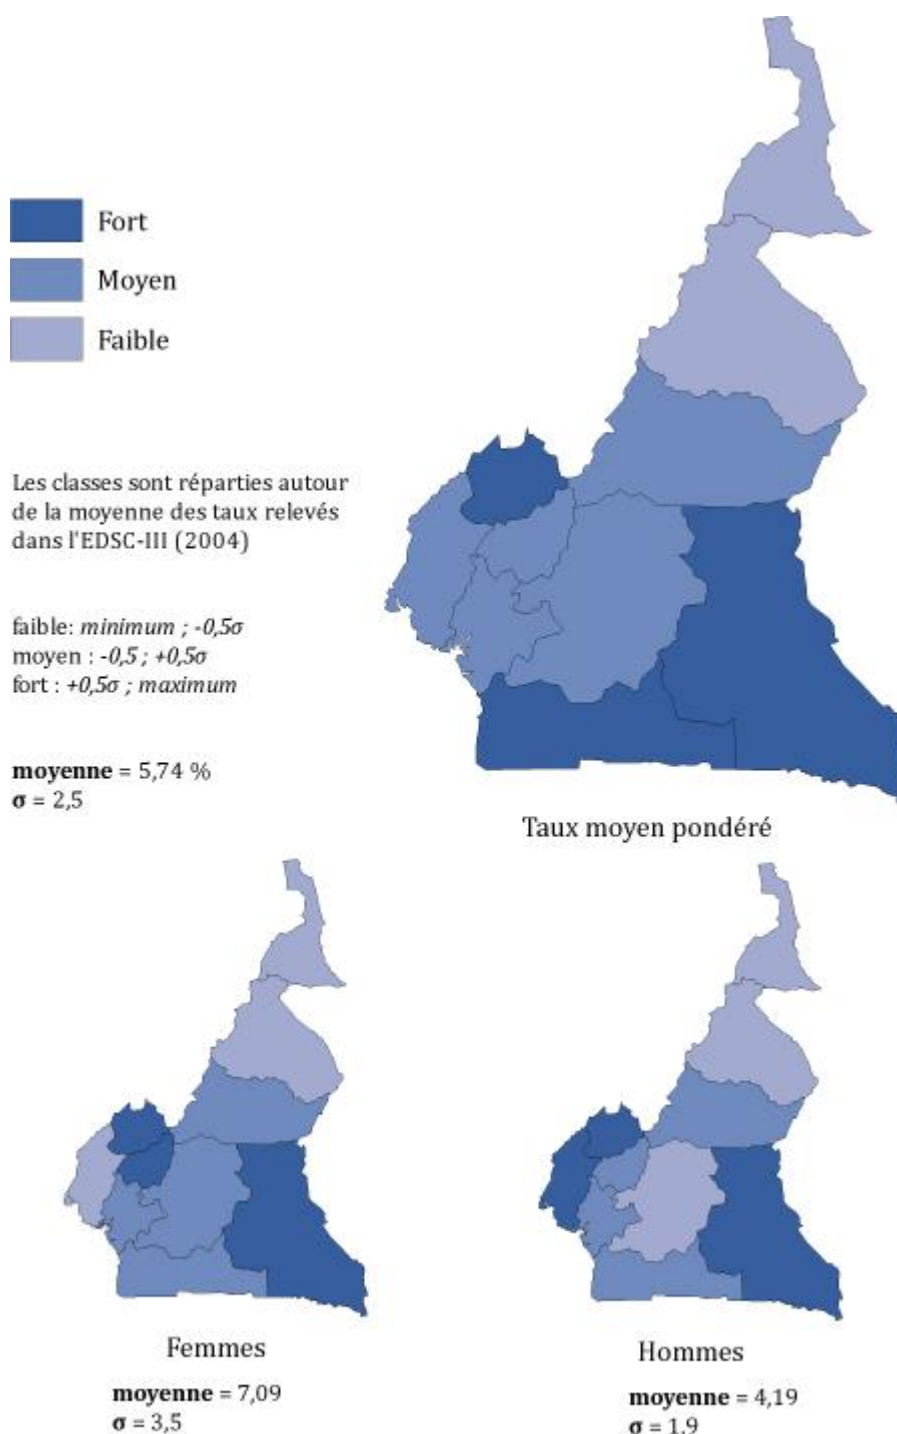 Fort
Moyen
Faible
Les classes sont réparties autour
de la moyenne des taux relevés
dans l'EDSC-III (2004)
faible: minimum ; -0,5σ
moyen : -0,5 ; +0,5σ
fort : +0,5σ ; maximum
moyenne = 5,74 %
σ = 2,5
Taux moyen pondéré
Femmes
moyenne = 7,09
σ = 3,5
Hommes
moyenne = 4,19
σ = 1,9